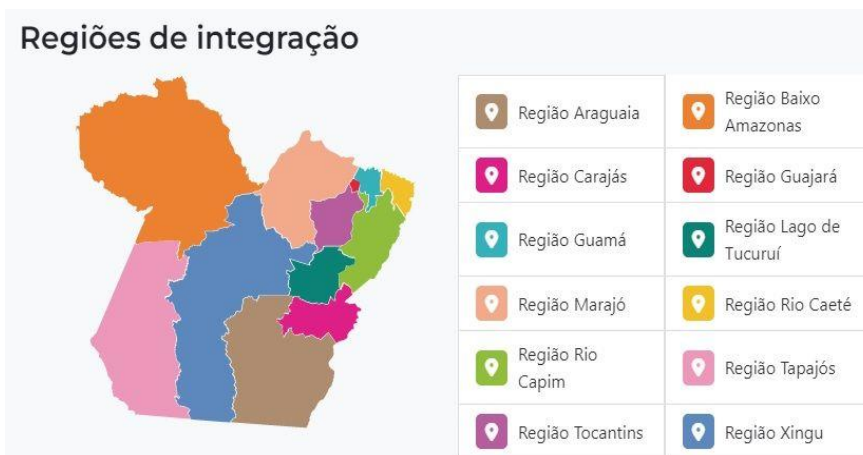 Regiões de integração
Região Araguaia
Região Baixo
Amazonas
Região Carajás
Região Guajará
Região Guamá
Região Lago de
Tucuruí
Região Marajó
Região Rio Caeté
Região Rio
Capim
Região Tapajós
Região Tocantins
Região Xingu